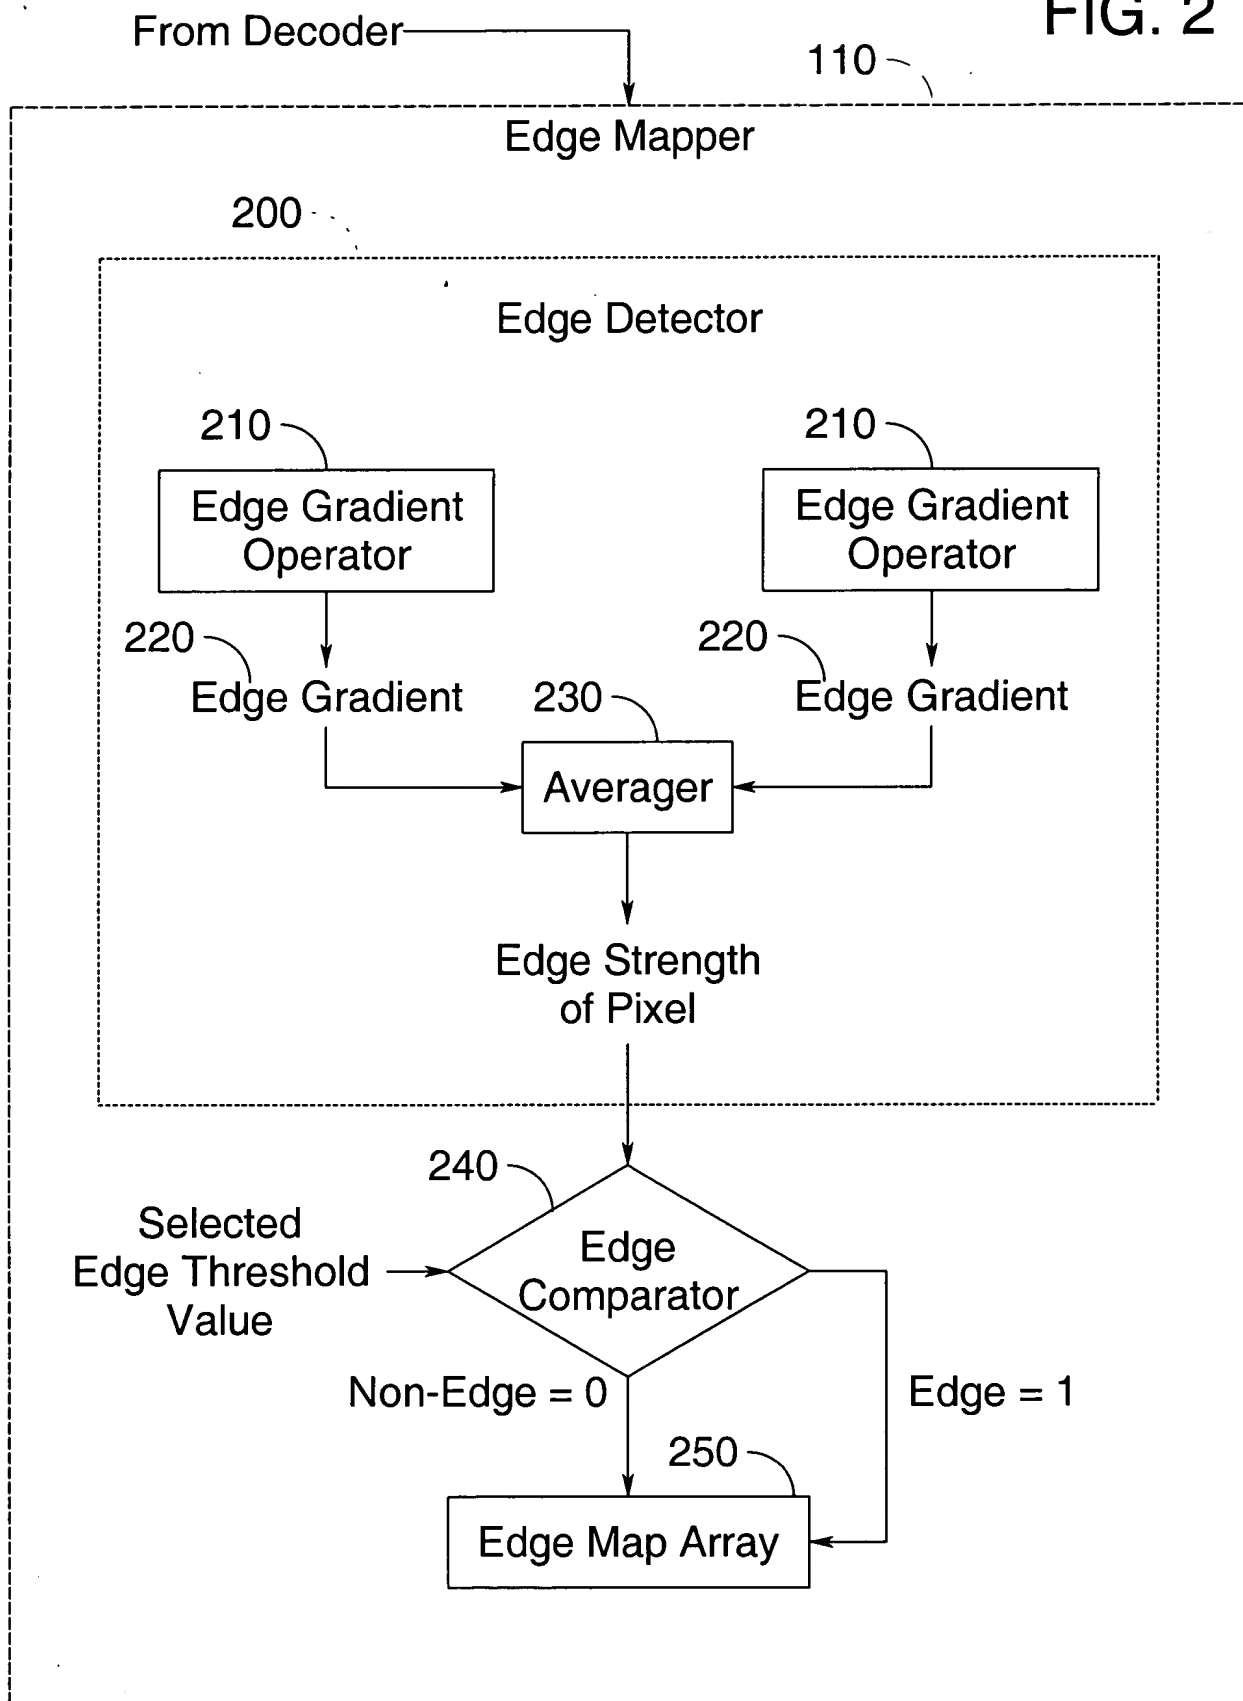 FIG. 2
From Decoder
110
Edge Mapper
200
Edge Detector
210
210
Edge Gradient
Operator
Edge Gradient
Operator
220
220
Edge Gradient
Edge Gradient
230
Averager
Edge Strength
of Pixel
240
Selected
Edge Threshold
Value
Edge
Comparator
Non-Edge = 0
Edge = 1
250
Edge Map Array